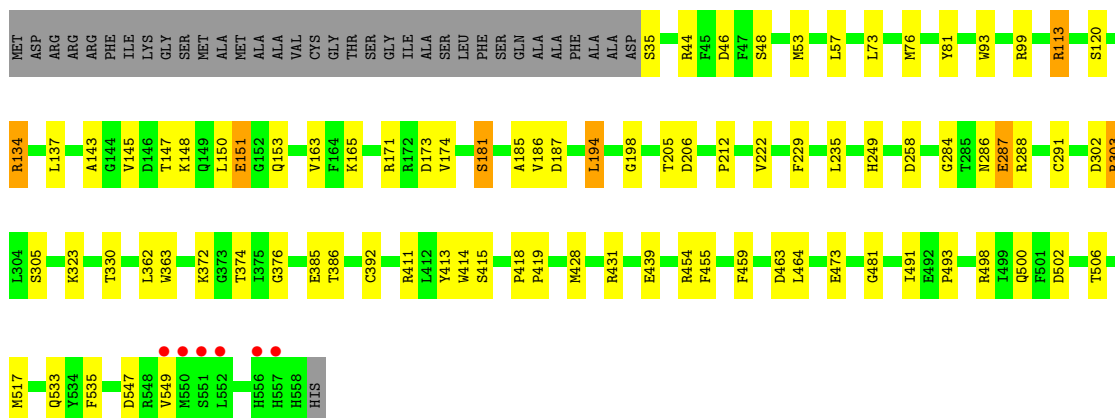 MET ASP ARG ARG ARG PHE ILE LYS GLY SER MET ALA MET ALA ALA VAL CYS GLY THR SER GLY ILE ALA SER LEU PHE SER GLN ALA ALA PHE ALA ALA ASP S35 R44 F45 D46 F47 S48 M53 L57 L73 M76 Y81 W93 R99 R113 S120
R134 L137 A143 G144 V145 D146 T147 K148 Q149 L150 E151 G152 Q153 V163 F164 K165 R171 R172 D173 V174 S181 A185 V186 D187 L194 G198 T205 D206 P212 V222 F229 L235 H249 D258 G284 T285 N286 E287 R288 C291 D302
L304 S305 K323 T330 L362 W363 K372 G373 T374 I375 G376 E385 T386 C392 R411 L412 Y413 W414 S415 P418 P419 M428 R431 E439 R454 F455 F459 D463 L464 E473 G481 I491 E492 P493 R498 I499 Q500 F501 D502 T506
M517 Q533 Y534 F535 D547 R548 V549 M550 S551 L552 H556 H557 H558 HIS